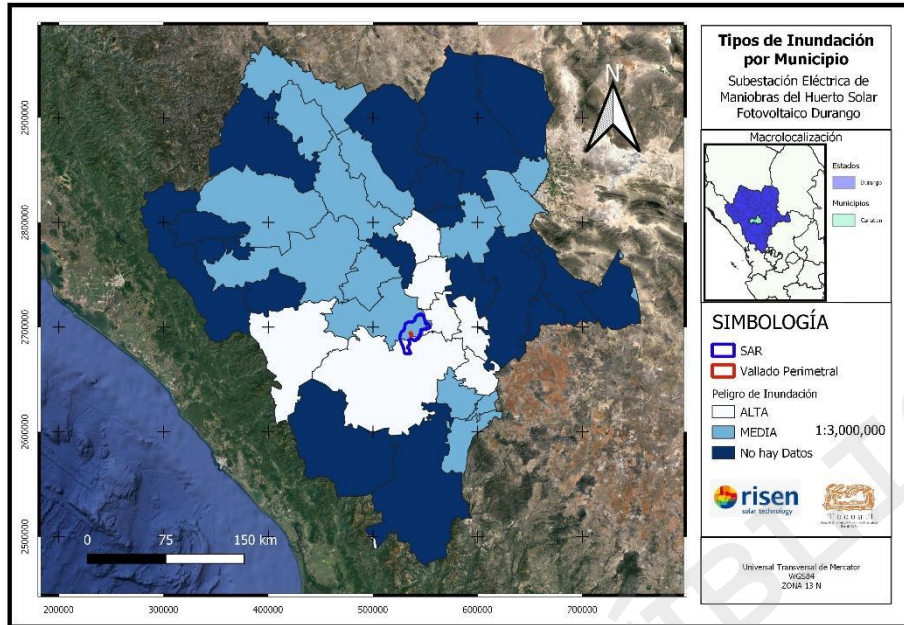 Tipos de Inundación
por Municipio
Subestación Eléctrica de
Maniobras del Huerto Solar
Fotovoltaico Durango
Macrolocalización
Estados
Durango
Municipios
Canatlan
SIMBOLOGÍA
SAR
Vallado Perimetral
Peligro de Inundación
ALTA
MEDIA
1:3,000,000
No hay Datos
risen
solar technology
Tecoatl
Universal Transversal de Mercator
WGS84
ZONA 13 N
N
2900000
2800000
2700000
2600000
2500000
0 75 150 km
200000 300000 400000 500000 600000 700000